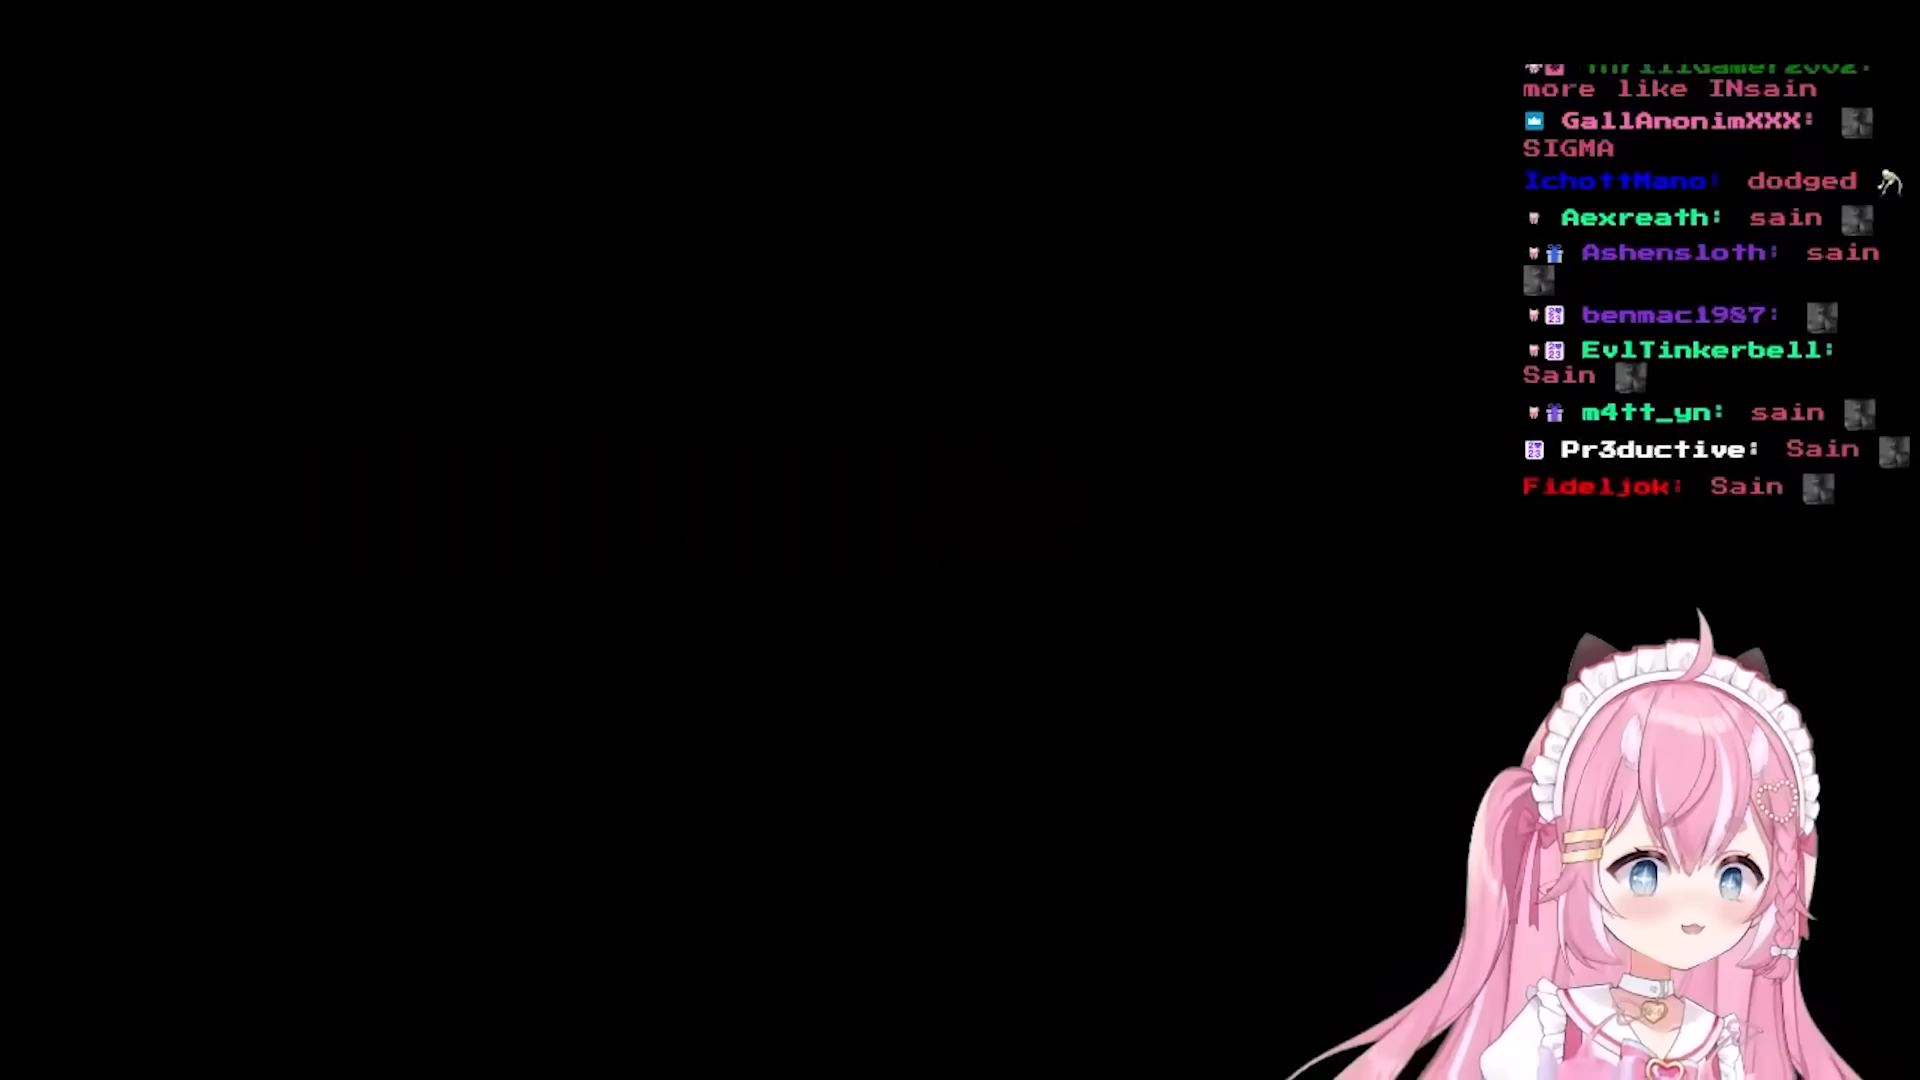 more like INsain
GallAnonimXXX:
SIGMA
IchottMano: dodged
Aexreath: sain
Ashensloth: sain
benmac1987:
EvlTinkerbell:
Sain
m4tt_yn: sain
Pr3ductive: Sain
Fideljok: Sain